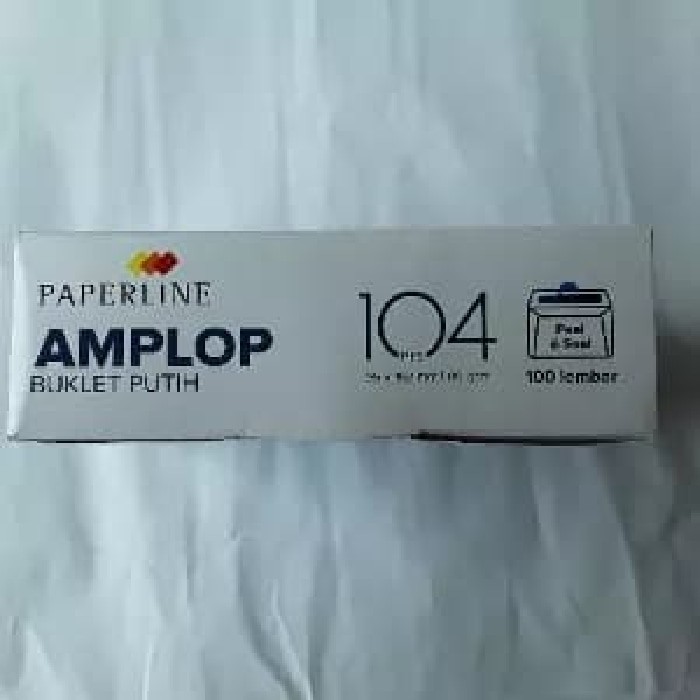 PAPERLINE
AMPLOP
BUKLET PUTIH
104
Peel
& Seal
100 lembar